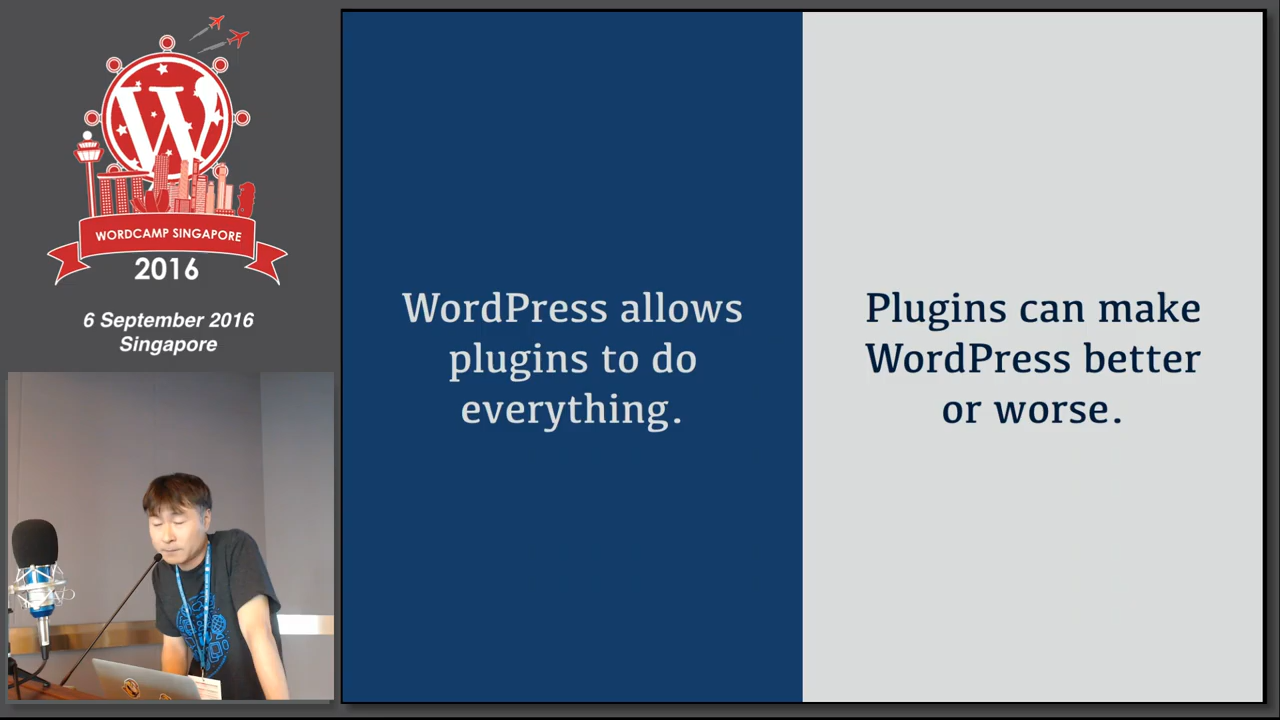 WORDCAMP SINGAPORE
2016
6 September 2016
Singapore
WordPress allows
plugins to do
everything.
Plugins can make
WordPress better
or worse.